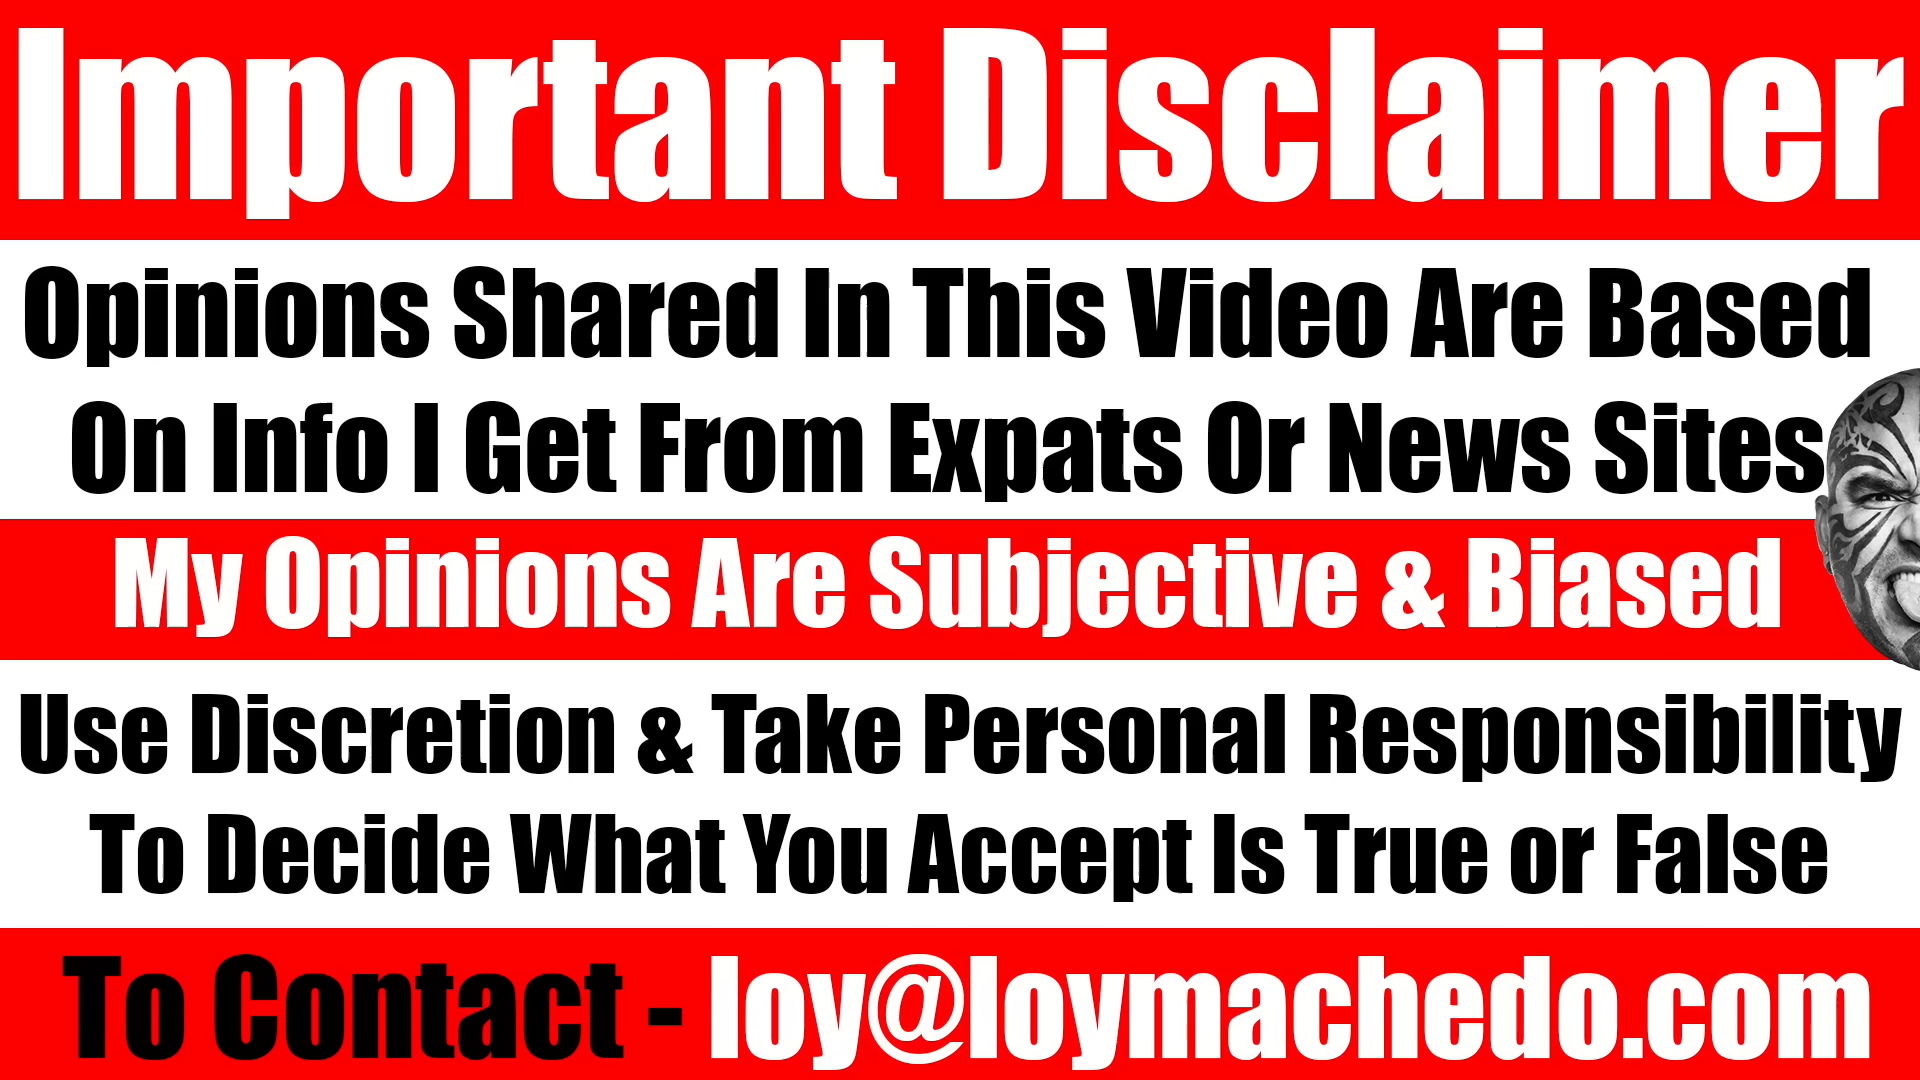 Important Disclaimer
Opinions Shared In This Video Are Based
On Info I Get From Expats Or News Sites
My Opinions Are Subjective & Biased
Use Discretion & Take Personal Responsibility
To Decide What You Accept Is True or False
To Contact - loy@loymachedo.com